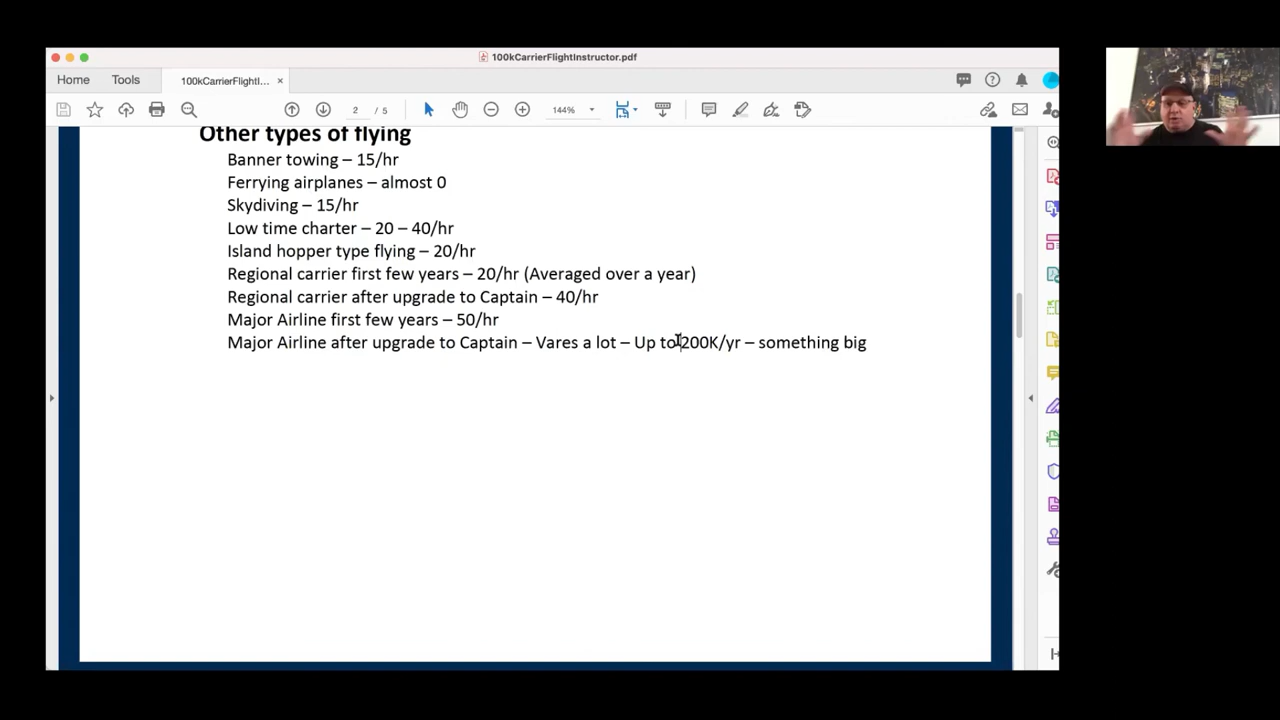 100kCarrierFlightInstructor.pdf
Home
Tools
100kCarrierFlightI...
2 / 5
144%
Other types of flying
Banner towing – 15/hr
Ferrying airplanes – almost 0
Skydiving – 15/hr
Low time charter – 20 – 40/hr
Island hopper type flying – 20/hr
Regional carrier first few years – 20/hr (Averaged over a year)
Regional carrier after upgrade to Captain – 40/hr
Major Airline first few years – 50/hr
Major Airline after upgrade to Captain – Vares a lot – Up to 200K/yr – something big